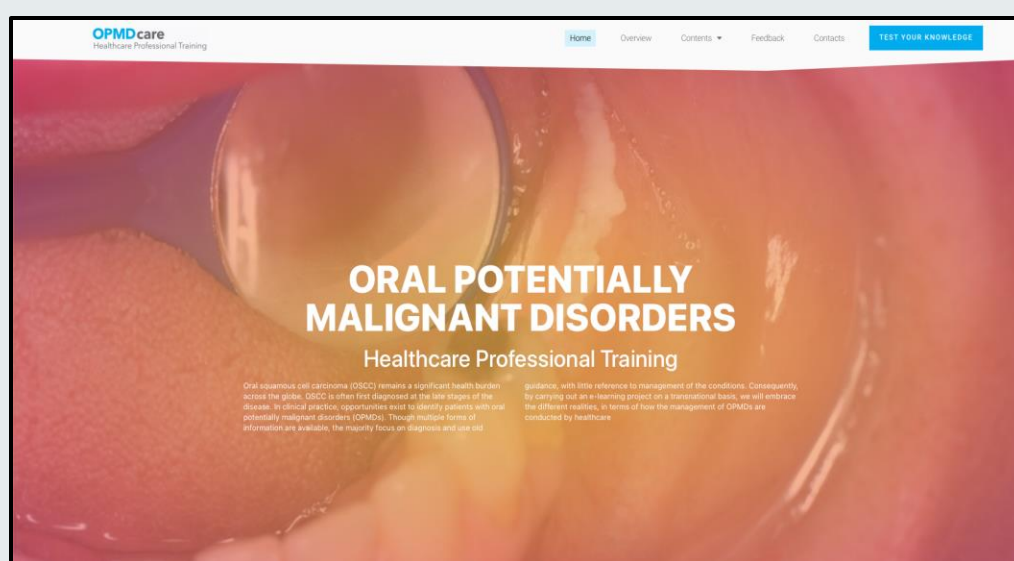 OPMDcare
Healthcare Professional Training
Home
Overview
Contents
Feedback
Contacts
TEST YOUR KNOWLEDGE
ORAL POTENTIALLY
MALIGNANT DISORDERS
Healthcare Professional Training
Oral squamous cell carcinoma (OSCC) remains a significant health burden
across the globe. OSCC is often first diagnosed at the late stages of the
disease. In clinical practice, opportunities exist to identify patients with oral
potentially malignant disorders (OPMDs). Though multiple forms of
information are available, the majority focus on diagnosis and use old
guidance, with little reference to management of the conditions. Consequently,
by carrying out an e-learning project on a transnational basis, we will embrace
the different realities, in terms of how the management of OPMDs are
conducted by healthcare